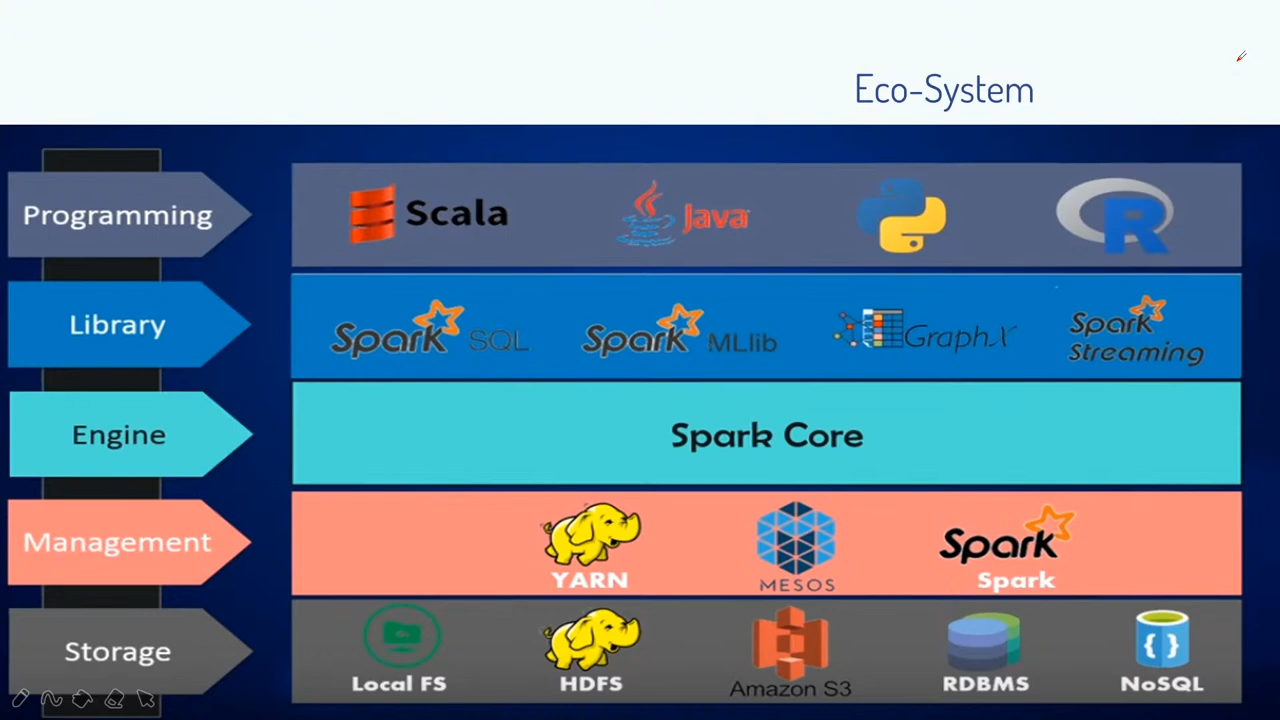 Eco-System
Programming
Scala
Java
R
Library
Spark SQL
Spark MLlib
GraphX
Spark
Streaming
Engine
Spark Core
Management
YARN
MESOS
Spark
Spark
Storage
Local FS
HDFS
Amazon S3
RDBMS
{ }
NoSQL